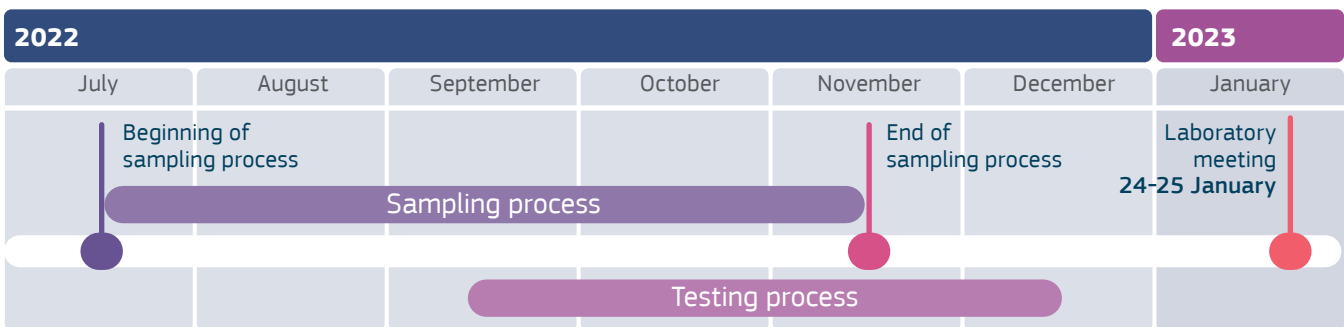 2022
2023
July
August
September
October
November
December
January
Beginning of
sampling process
End of
sampling process
Laboratory
meeting
24-25 January
Sampling process
Testing process